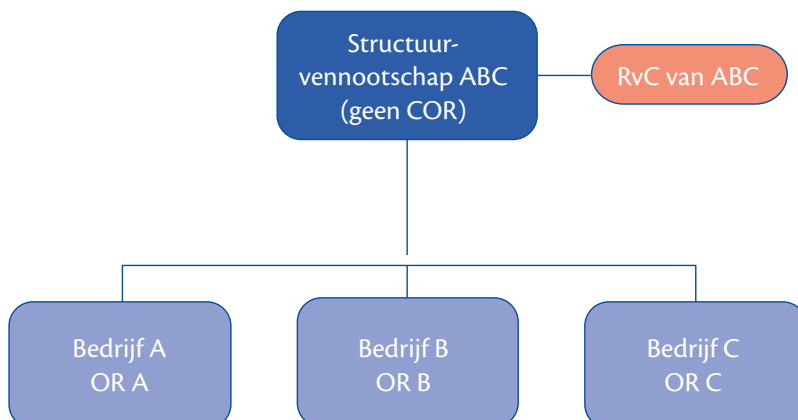 Structuur-
vennootschap ABC
(geen COR)
RvC van ABC
Bedrijf A
OR A
Bedrijf B
OR B
Bedrijf C
OR C